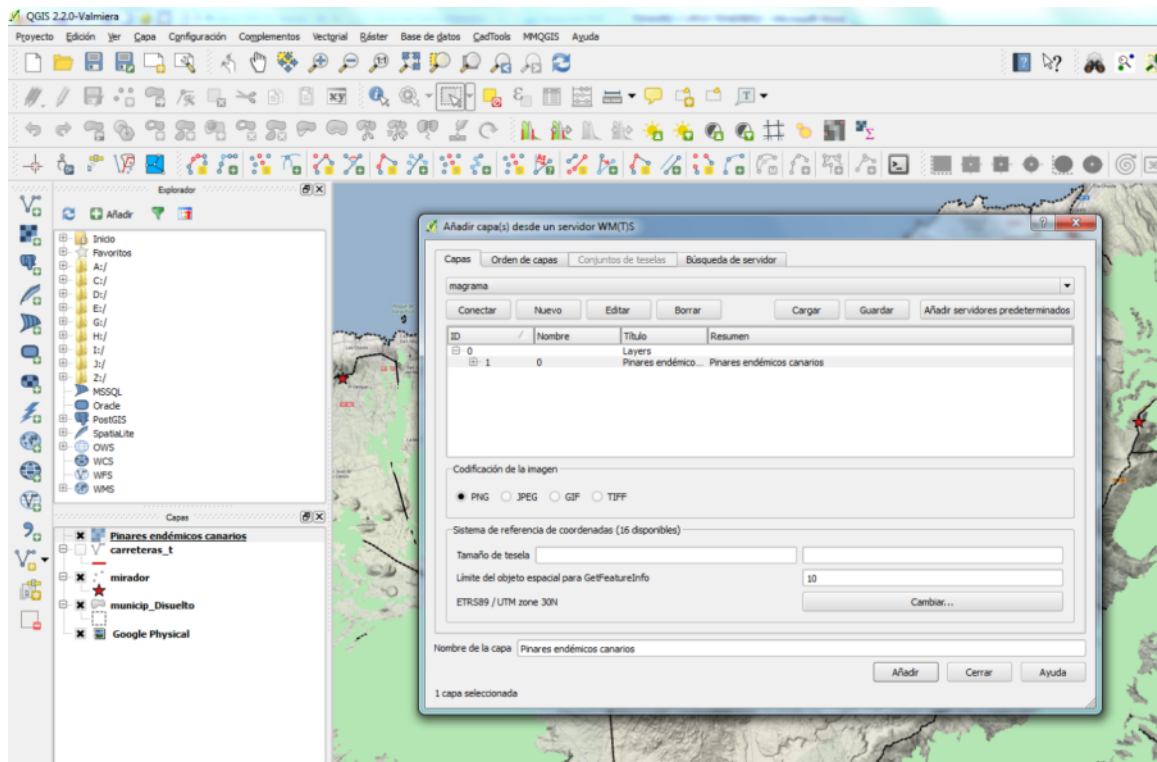 QGIS 2.2.0-Valmiera
Proyecto Edición Ver Capa Configuración Complementos Vectorial Ráster Base de datos CadTools MMQGIS Ayuda
Explorador
Añadir
Inicio
Favoritos
A:/
C:/
D:/
E:/
G:/
H:/
I:/
J:/
Z:/
MSSQL
Oracle
PostGIS
SpatiaLite
OWS
WCS
WFS
WMS
Capas
Pinares endémicos canarios
carreteras_t
mirador
municip_Disuelto
Google Physical
Añadir capa(s) desde un servidor WM(T)S
Capas Orden de capas Conjuntos de teselas Búsqueda de servidor
magrama
Conectar Nuevo Editar Borrar Cargar Guardar Añadir servidores predeterminados
ID Nombre Título Resumen
0 Layers
1 0 Pinares endémico... Pinares endémicos canarios
Codificación de la imagen
PNG JPEG GIF TIFF
Sistema de referencia de coordenadas (16 disponibles)
Tamaño de tesela
Límite del objeto espacial para GetFeatureInfo 10
ETRS89 / UTM zone 30N Cambiar...
Nombre de la capa Pinares endémicos canarios
Añadir Cerrar Ayuda
1 capa seleccionada